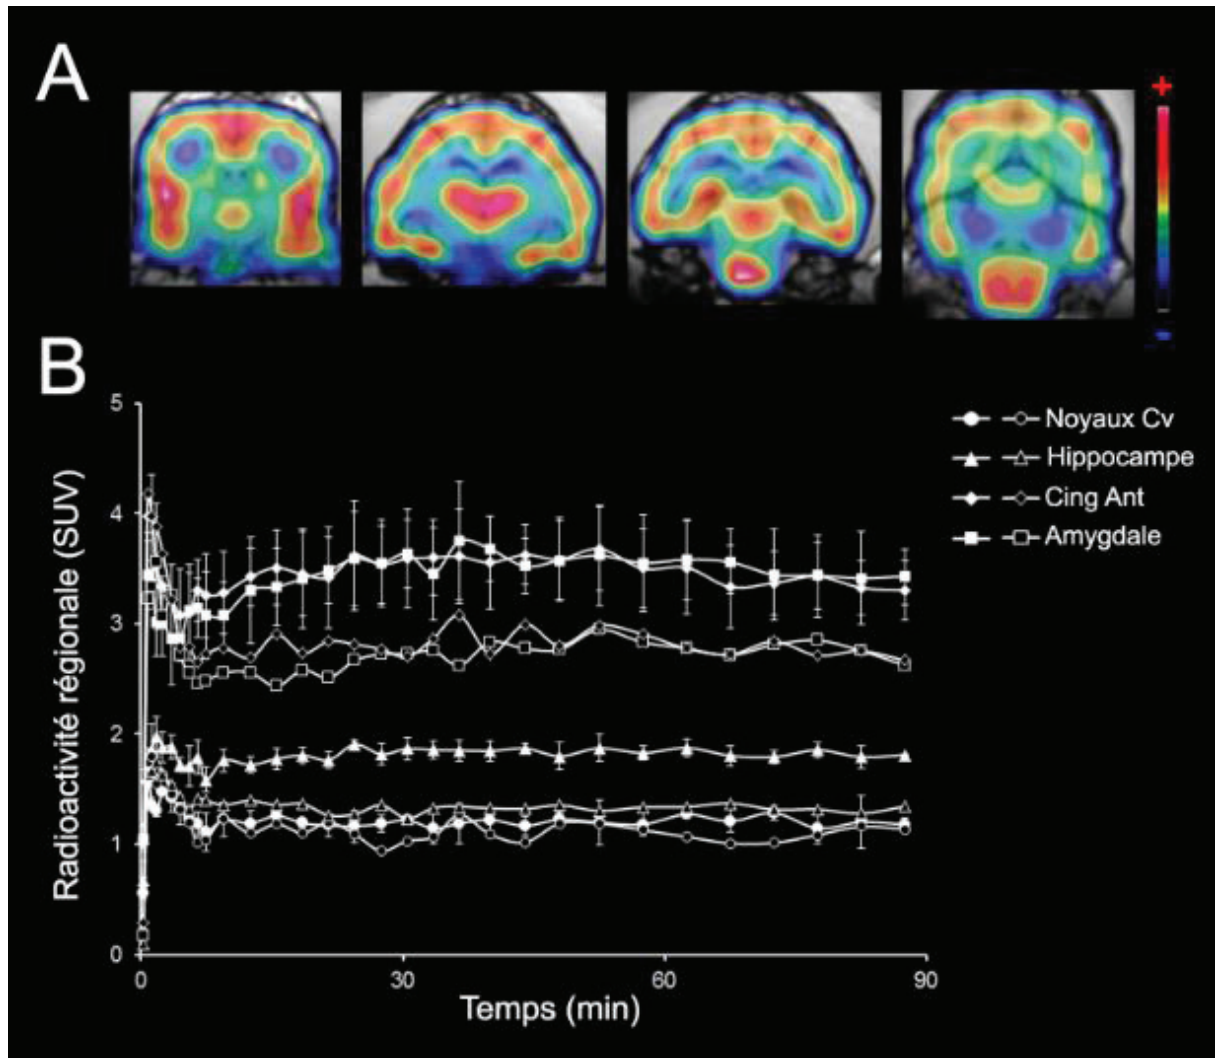 A
+
-
B
5
4
3
2
1
0
0
30
60
90
Radioactivité régionale (SUV)
Temps (min)
Noyaux Cv
Hippocampe
Cing Ant
Amygdale